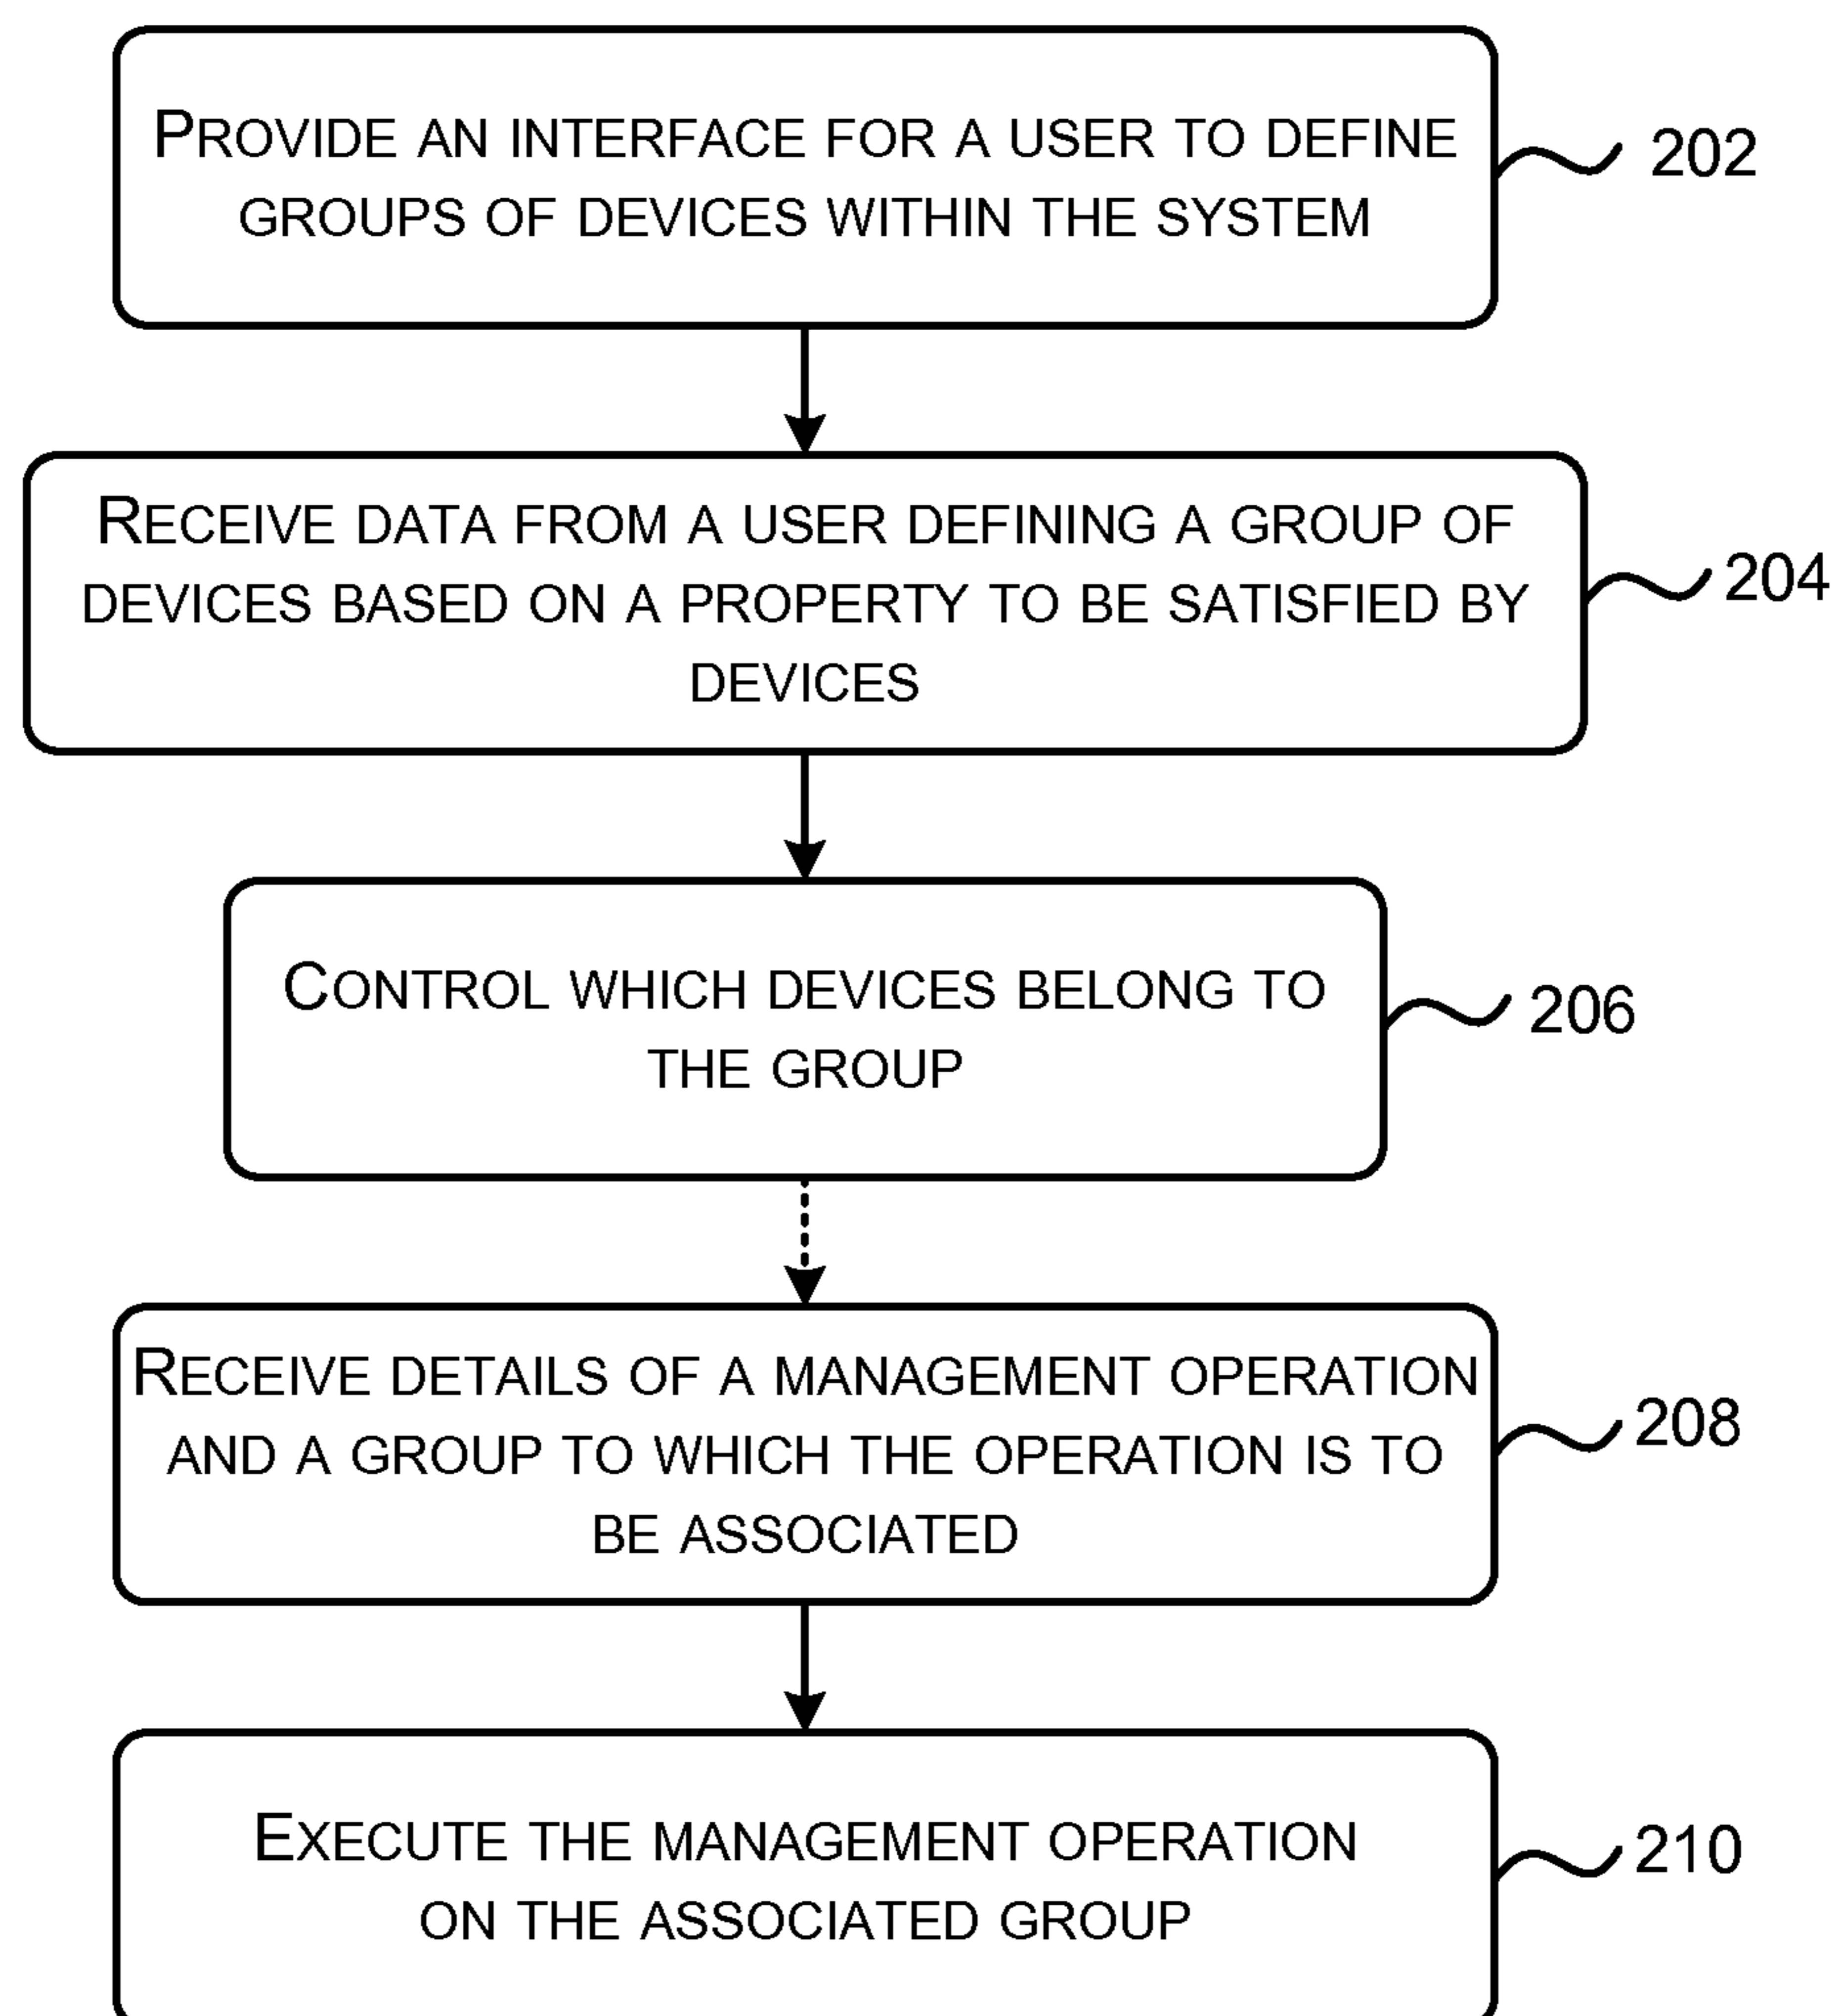 PROVIDE AN INTERFACE FOR A USER TO DEFINE
GROUPS OF DEVICES WITHIN THE SYSTEM
202
RECEIVE DATA FROM A USER DEFINING A GROUP OF
DEVICES BASED ON A PROPERTY TO BE SATISFIED BY
DEVICES
204
CONTROL WHICH DEVICES BELONG TO
THE GROUP
206
RECEIVE DETAILS OF A MANAGEMENT OPERATION
AND A GROUP TO WHICH THE OPERATION IS TO
BE ASSOCIATED
208
EXECUTE THE MANAGEMENT OPERATION
ON THE ASSOCIATED GROUP
210